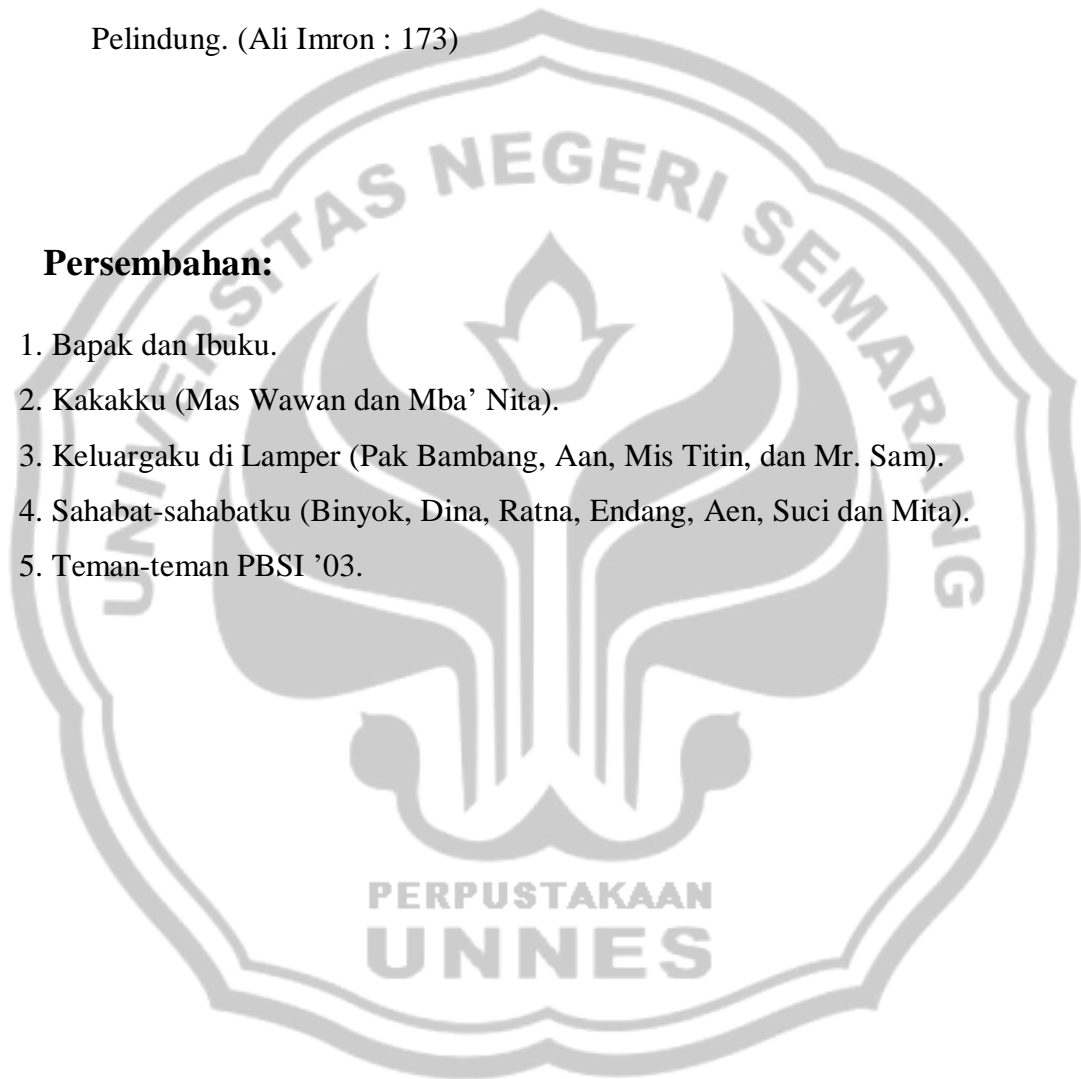 Pelindung. (Ali Imron : 173)
UNIVERSITAS NEGERI SEMARANG
Persembahan:
1. Bapak dan Ibuku.
2. Kakakku (Mas Wawan dan Mba’ Nita).
3. Keluargaku di Lamper (Pak Bambang, Aan, Mis Titin, dan Mr. Sam).
4. Sahabat-sahabatku (Binyok, Dina, Ratna, Endang, Aen, Suci dan Mita).
5. Teman-teman PBSI ’03.
PERPUSTAKAAN
UNNES